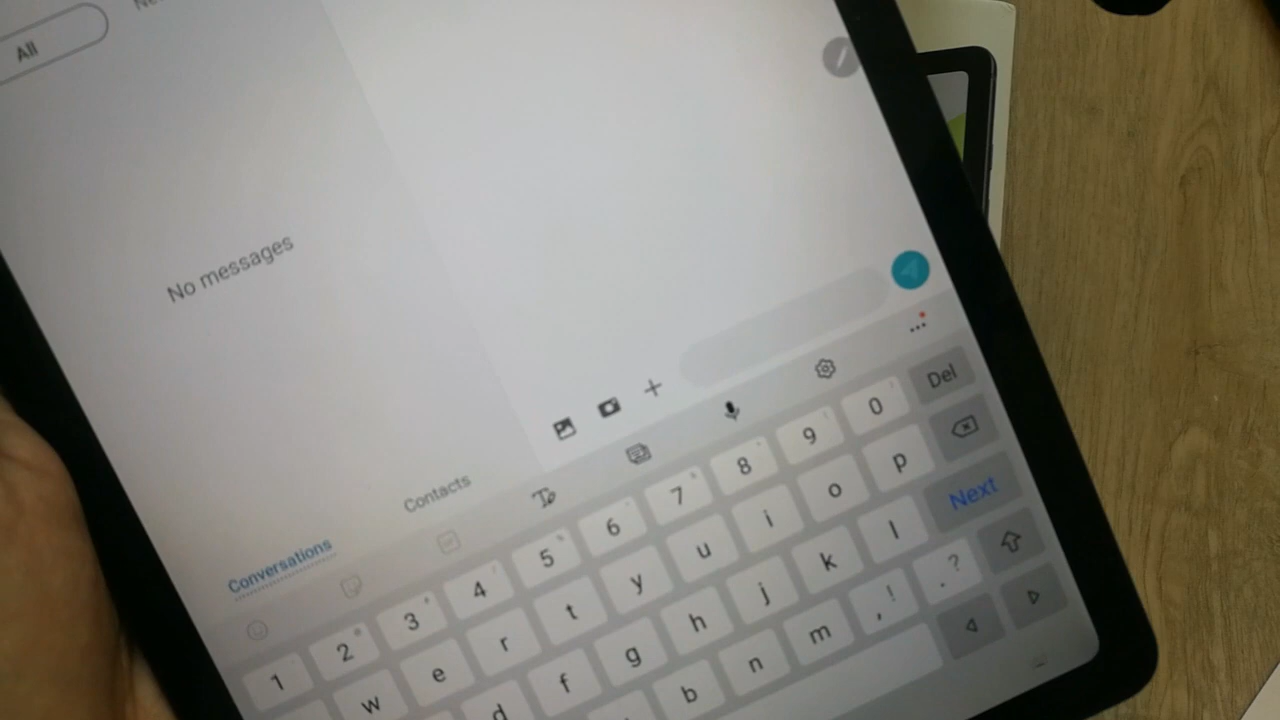 All
No messages
Contacts
Conversations
Del
1 2 3 4 5 6 7 8 9 0
w e r t y u i o p
Next
d f g h j k l
b n m , ! . ?